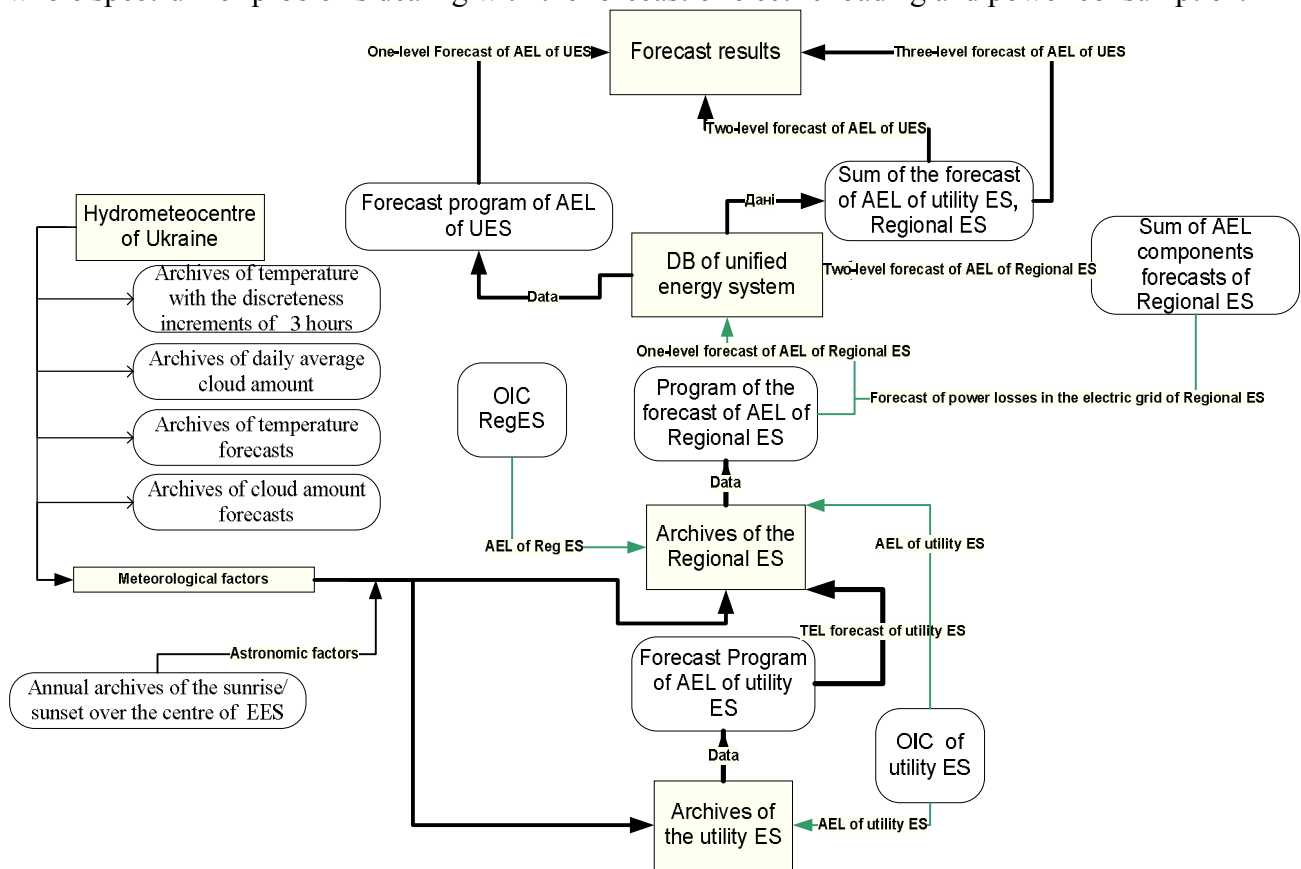 One-level Forecast of AEL of UES
Forecast results
Three-level forecast of AEL of UES
Two-level forecast of AEL of UES
Forecast program of AEL
of UES
Sum of the forecast
of AEL of utility ES,
Regional ES
Дані
Hydrometeocentre
of Ukraine
Sum of AEL
components
forecasts of
Regional ES
DB of unified
energy system
Two-level forecast of AEL of Regional ES
Data
Archives of temperature
with the discreteness
increments of 3 hours
Archives of daily average
cloud amount
Archives of temperature
forecasts
Archives of cloud amount
forecasts
One-level forecast of AEL of Regional ES
OIC
RegES
Program of the
forecast of AEL of
Regional ES
Forecast of power losses in the electric grid of Regional ES
Data
Archives of the
Regional ES
AEL of Reg ES
AEL of utility ES
Meteorological factors
TEL forecast of utility ES
Astronomic factors
Forecast Program
of AEL of utility
ES
Annual archives of the sunrise/
sunset over the centre of EES
OIC of
utility ES
Data
Archives of
the utility ES
AEL of utility ES